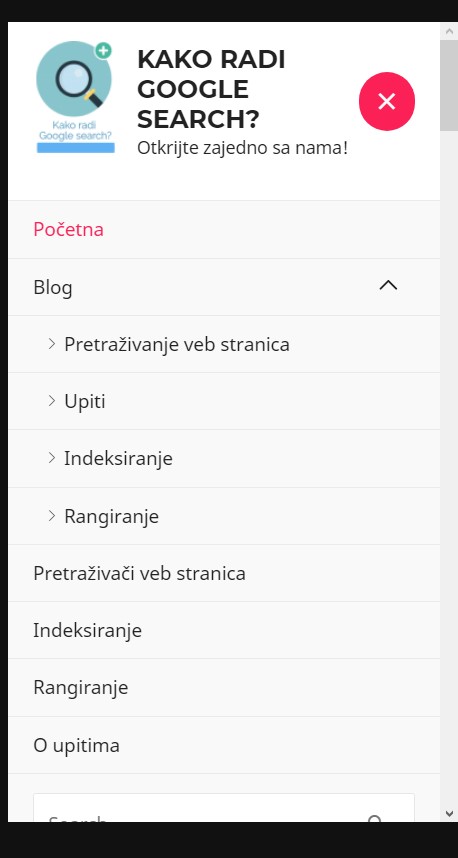 Kako radi
Google search?
KAKO RADI
GOOGLE
SEARCH?
Otkrijte zajedno sa nama!
Početna
Blog
Pretraživanje veb stranica
Upiti
Indeksiranje
Rangiranje
Pretraživači veb stranica
Indeksiranje
Rangiranje
O upitima
Search